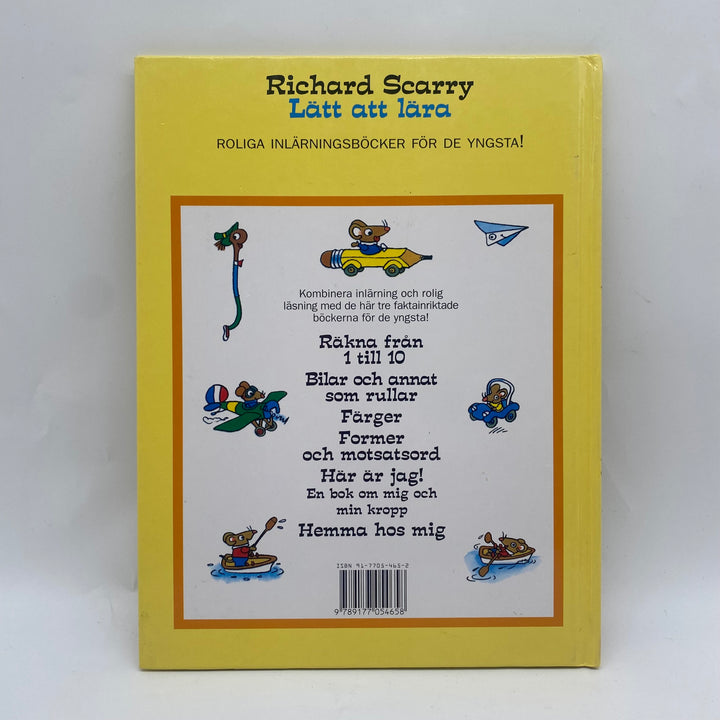 Richard Scarry
Lätt att lära
ROLIGA INLÄRNINGSBÖCKER FÖR DE YNGSTA!
Kombinera inlärning och rolig
läsning med de här tre faktainriktade
böckerna för de yngsta!
Räkna från
1 till 10
Bilar och annat
som rullar
Färger
Former
och motsatsord
Här är jag!
En bok om mig och
min kropp
Hemma hos mig
ISBN 91-7705-465-2
9 789177 054658